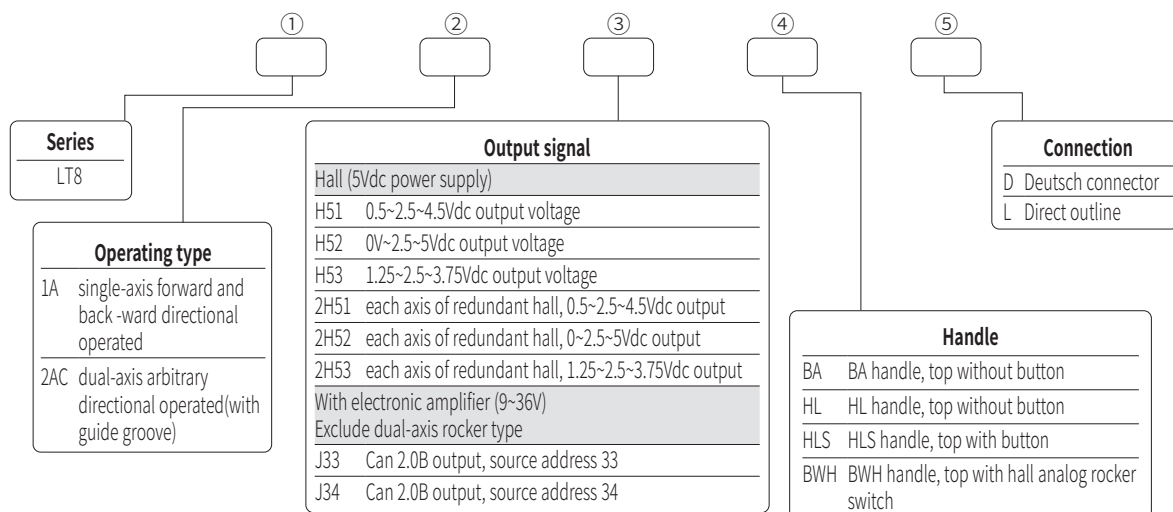 ① ② ③ ④ ⑤
Series
LT8
Operating type
1A single-axis forward and
back -ward directional
operated
2AC dual-axis arbitrary
directional operated(with
guide groove)
Output signal
Hall (5Vdc power supply)
H51 0.5~2.5~4.5Vdc output voltage
H52 0V~2.5~5Vdc output voltage
H53 1.25~2.5~3.75Vdc output voltage
2H51 each axis of redundant hall, 0.5~2.5~4.5Vdc output
2H52 each axis of redundant hall, 0~2.5~5Vdc output
2H53 each axis of redundant hall, 1.25~2.5~3.75Vdc output
With electronic amplifier (9~36V)
Exclude dual-axis rocker type
J33 Can 2.0B output, source address 33
J34 Can 2.0B output, source address 34
Handle
BA BA handle, top without button
HL HL handle, top without button
HLS HLS handle, top with button
BWH BWH handle, top with hall analog rocker
switch
Connection
D Deutsch connector
L Direct outline